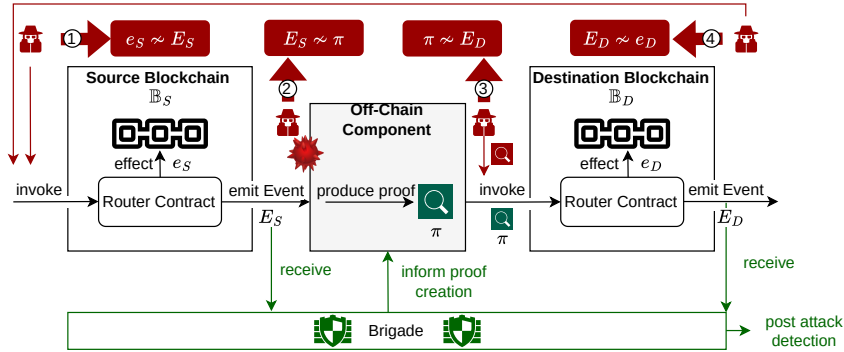 ① e_S ≁ E_S
E_S ≁ π
π ≁ E_D
E_D ≁ e_D ④
②
③
Source Blockchain
𝔹_S
Off-Chain
Component
Destination Blockchain
𝔹_D
effect e_S
effect e_D
invoke
Router Contract
emit Event
E_S
produce proof
π
invoke
π
Router Contract
emit Event
E_D
receive
inform proof
creation
receive
Brigade
post attack
detection